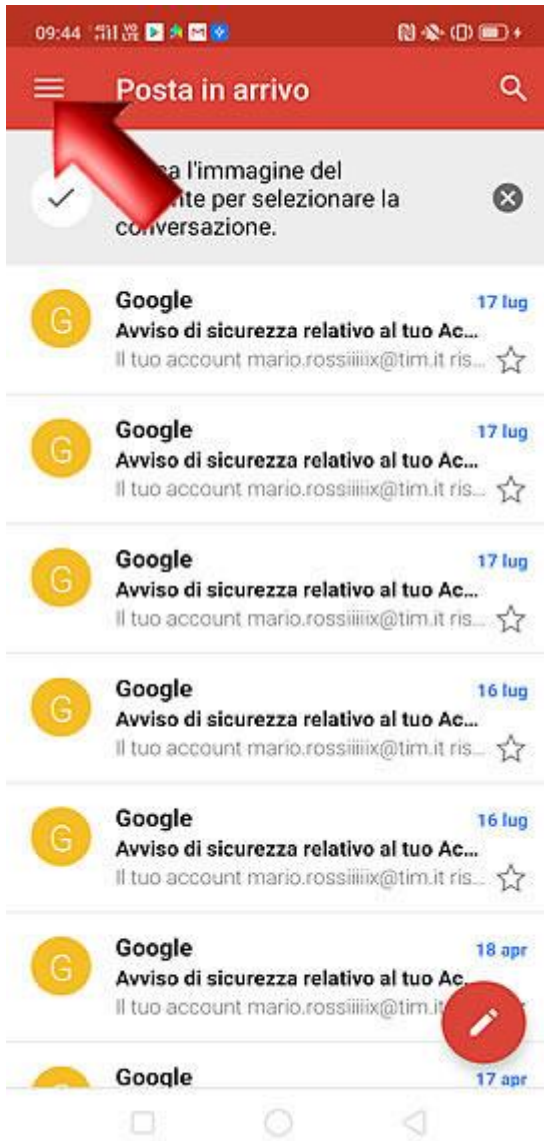 09:44
Posta in arrivo
l'immagine del
per selezionare la
conversazione.
G Google 17 lug
Avviso di sicurezza relativo al tuo Ac...
Il tuo account mario.rossiiiiix@tim.it ris...
G Google 17 lug
Avviso di sicurezza relativo al tuo Ac...
Il tuo account mario.rossiiiiix@tim.it ris...
G Google 17 lug
Avviso di sicurezza relativo al tuo Ac...
Il tuo account mario.rossiiiiix@tim.it ris...
G Google 16 lug
Avviso di sicurezza relativo al tuo Ac...
Il tuo account mario.rossiiiiix@tim.it ris...
G Google 16 lug
Avviso di sicurezza relativo al tuo Ac...
Il tuo account mario.rossiiiiix@tim.it ris...
G Google 18 apr
Avviso di sicurezza relativo al tuo Ac...
Il tuo account mario.rossiiiiix@tim.it
Google 17 apr